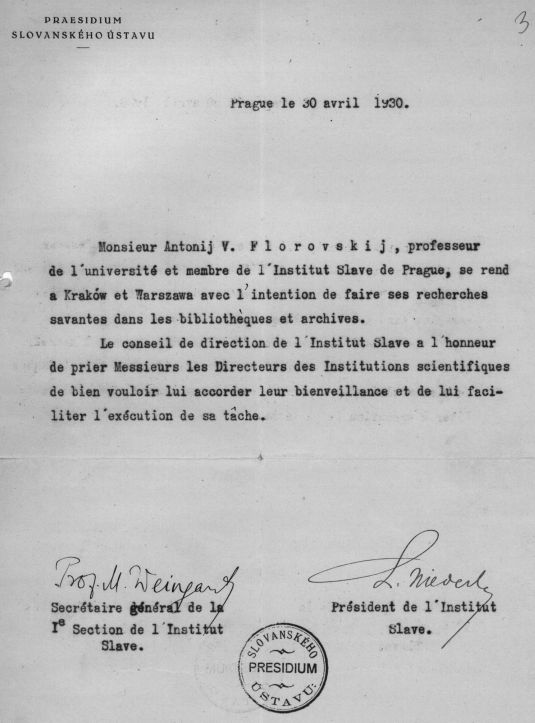 PRAESIDIUM
SLOVANSKÉHO ÚSTAVU
3
Prague le 30 avril 1930.
Monsieur Antonij V. F l o r o v s k i j , professeur
de l'université et membre de l'Institut Slave de Prague, se rend
a Kraków et Warszawa avec l'intention de faire ses recherches
savantes dans les bibliothèques et archives.
Le conseil de direction de l'Institut Slave a l'honneur
de prier Messieurs les Directeurs des Institutions scientifiques
de bien vouloir lui accorder leur bienveillance et de lui faci-
liter l'exécution de sa tâche.
Prof. M. Weingart
L. Niederle
Secrétaire général de la
Iᵉ Section de l'Institut
Slave.
Président de l'Institut
Slave.
SLOVANSKÉHO
PRESIDIUM
ÚSTAVU: